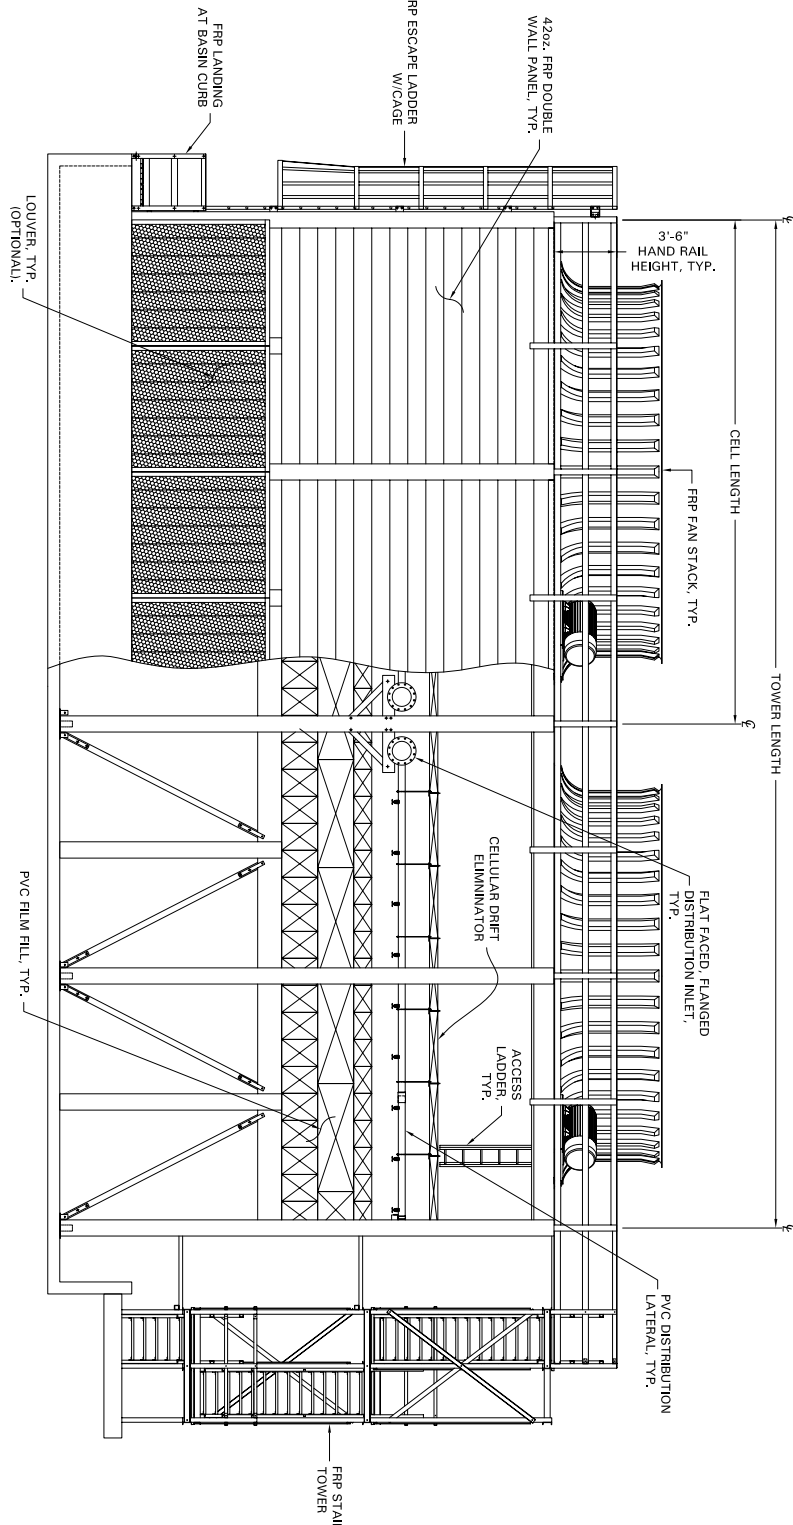 FRP LANDING
AT BASIN CURB
RP ESCAPE LADDER
W/CAGE
42oz. FRP DOUBLE
WALL PANEL, TYP.
LOUVER, TYP.
(OPTIONAL).
3'-6"
HAND RAIL
HEIGHT, TYP.
CELL LENGTH
FRP FAN STACK, TYP.
TOWER LENGTH
FLAT FACED, FLANGED
DISTRIBUTION INLET,
TYP.
CELLULAR DRIFT
ELIMNINATOR
ACCESS
LADDER,
TYP.
PVC FILM FILL, TYP.
PVC DISTRIBUTION
LATERAL, TYP.
FRP STAIR
TOWER